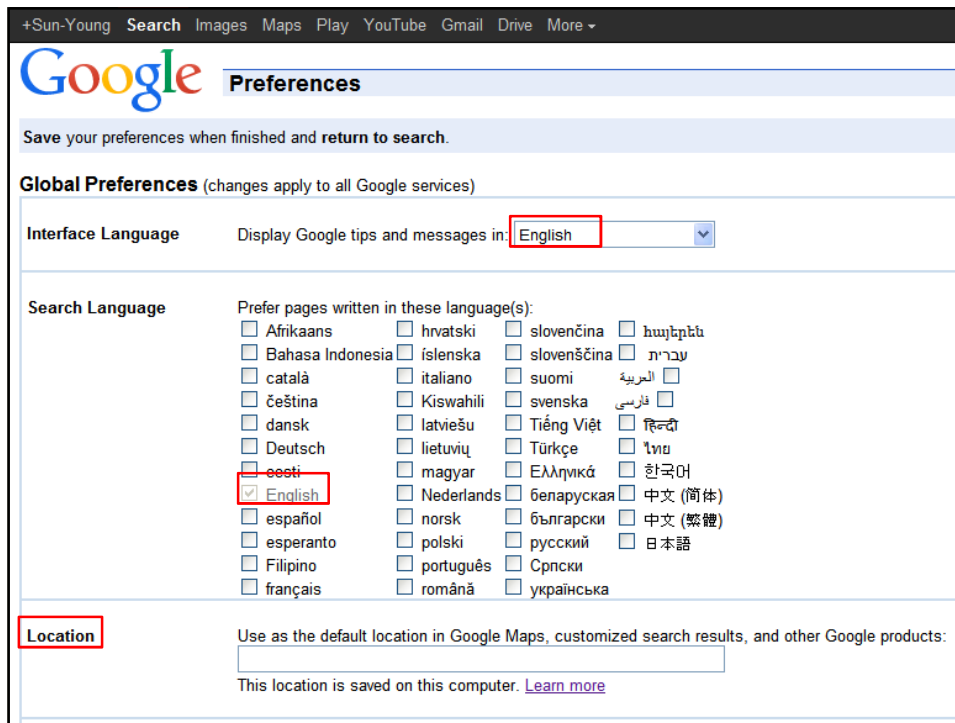 +Sun-Young Search Images Maps Play YouTube Gmail Drive More
Google Preferences
Save your preferences when finished and return to search.
Global Preferences (changes apply to all Google services)
Interface Language Display Google tips and messages in: English
Search Language Prefer pages written in these language(s):
Afrikaans hrvatski slovenčina հայերեն
Bahasa Indonesia íslenska slovenščina עברית
català italiano suomi العربية
čeština Kiswahili svenska فارسی
dansk latviešu Tiếng Việt हिन्दी
Deutsch lietuvių Türkçe ไทย
eesti magyar Ελληνικά 한국어
English Nederlands беларуская 中文 (简体)
español norsk български 中文 (繁體)
esperanto polski русский 日本語
Filipino português Српски
français română українська
Location Use as the default location in Google Maps, customized search results, and other Google products:
This location is saved on this computer. Learn more